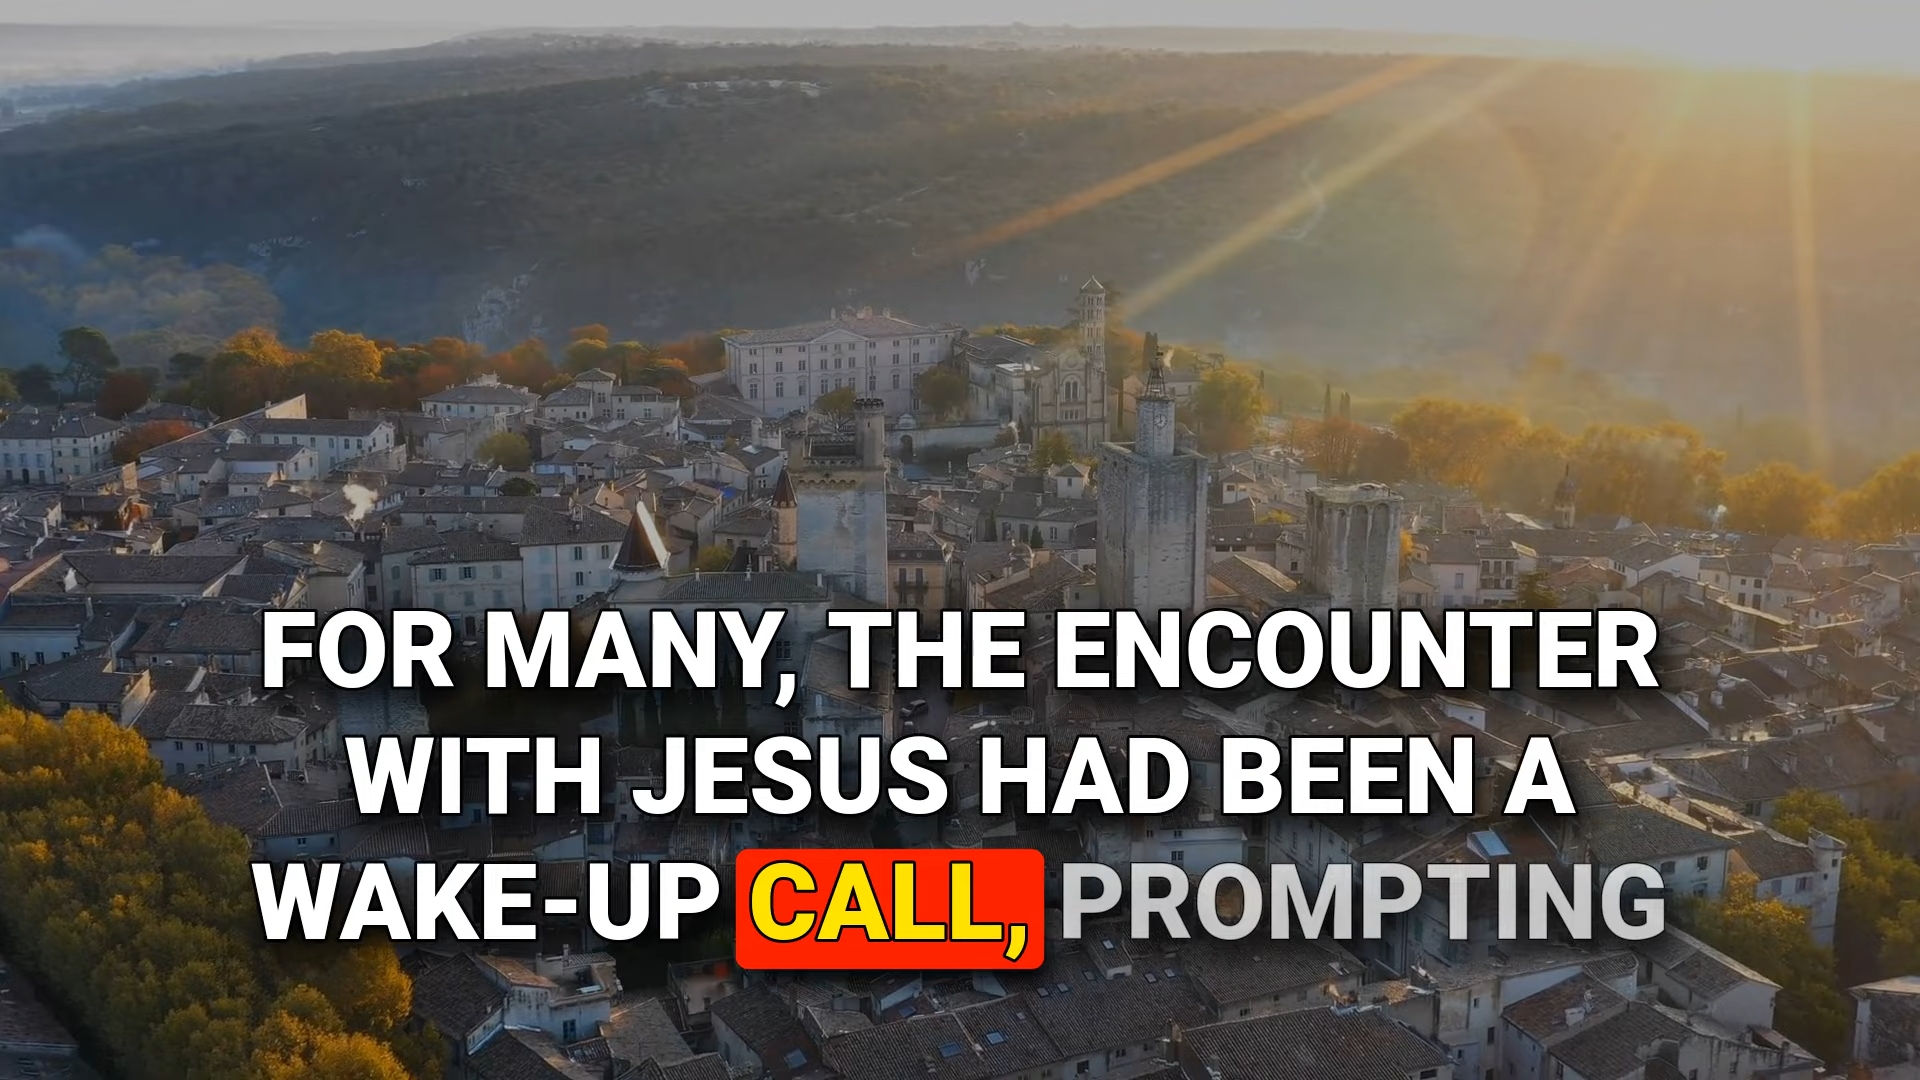 FOR MANY, THE ENCOUNTER
WITH JESUS HAD BEEN A
WAKE-UP CALL, PROMPTING